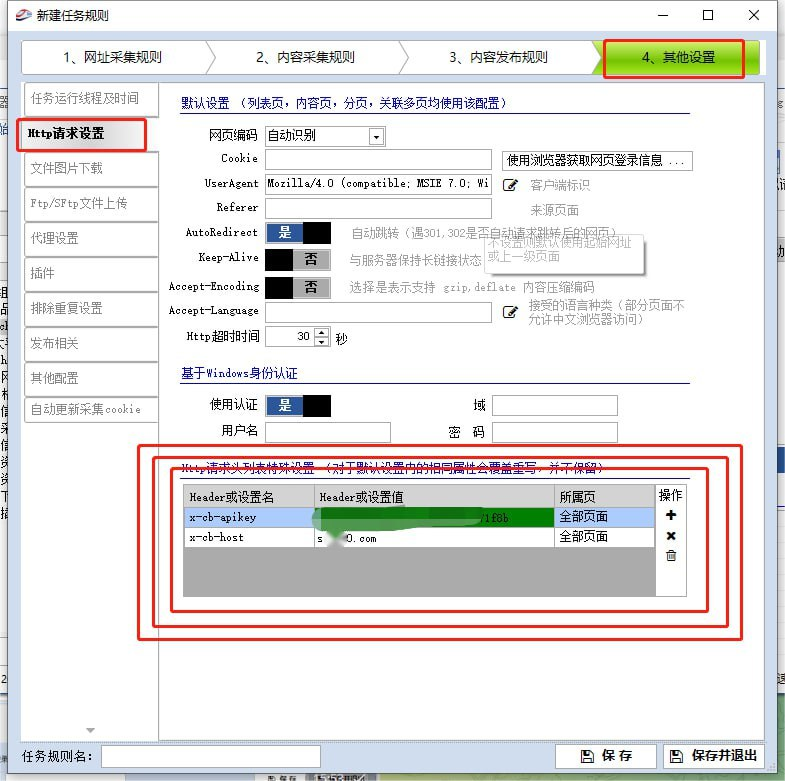 新建任务规则
1、网址采集规则 2、内容采集规则 3、内容发布规则 4、其他设置
任务运行线程及时间
Http请求设置
文件图片下载
Ftp/SFtp文件上传
代理设置
插件
排除重复设置
发布相关
其他配置
自动更新采集cookie
默认设置 （列表页，内容页，分页，关联多页均使用该配置）
网页编码 自动识别
Cookie 使用浏览器获取网页登录信息 ...
UserAgent Mozilla/4.0 (compatible; MSIE 7.0; Wi 客户端标识
Referer 来源页面
AutoRedirect 是 自动跳转（遇301,302是否自动请求跳转后的网页）
不设置则默认使用起始网址
或上一级页面
Keep-Alive 否 与服务器保持长链接状态
Accept-Encoding 否 选择是表示支持 gzip,deflate 内容压缩编码
Accept-Language 接受的语言种类（部分页面不
允许中文浏览器访问）
Http超时时间 30 秒
基于Windows身份认证
使用认证 是 域
用户名 密 码
Http请求头列表特殊设置 （对于默认设置内的相同属性会覆盖重写，并不保留）
Header或设置名 Header或设置值 所属页 操作
x-cb-apikey /1f8b 全部页面
x-cb-host s 0.com 全部页面
任务规则名： 保 存 保存并退出